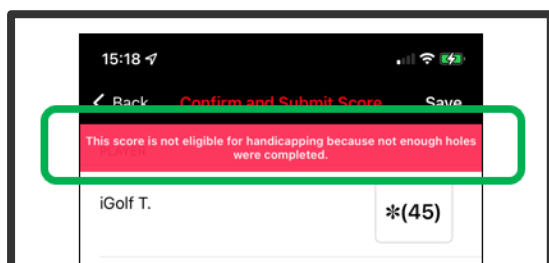 15:18
Back Confirm and Submit Score Save
This score is not eligible for handicapping because not enough holes
were completed.
PLAYER
iGolf T.
*(45)